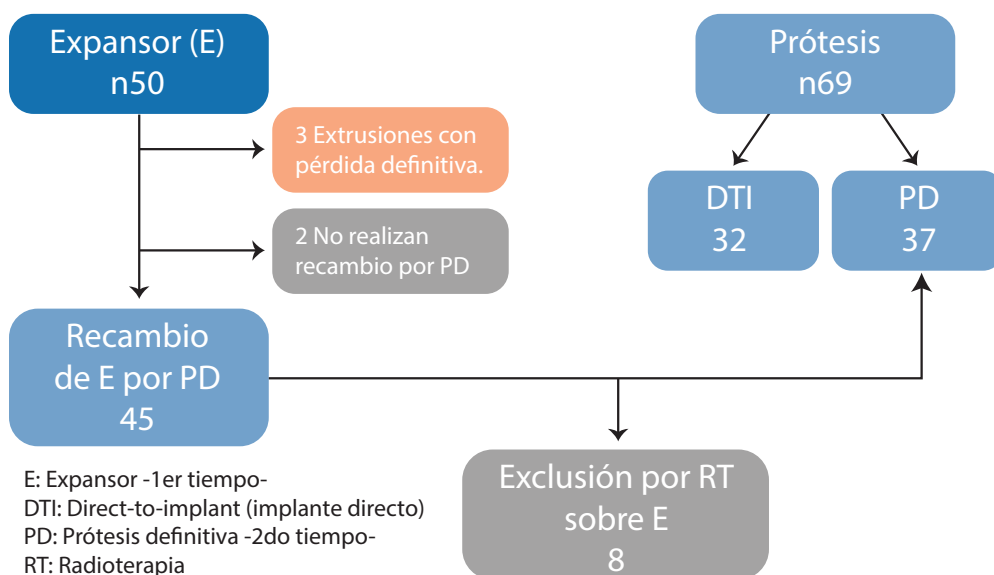 Expansor (E)
n50
Prótesis
n69
3 Extrusiones con
pérdida definitiva.
DTI
32
PD
37
2 No realizan
recambio por PD
Recambio
de E por PD
45
Exclusión por RT
sobre E
8
E: Expansor -1er tiempo-
DTI: Direct-to-implant (implante directo)
PD: Prótesis definitiva -2do tiempo-
RT: Radioterapia